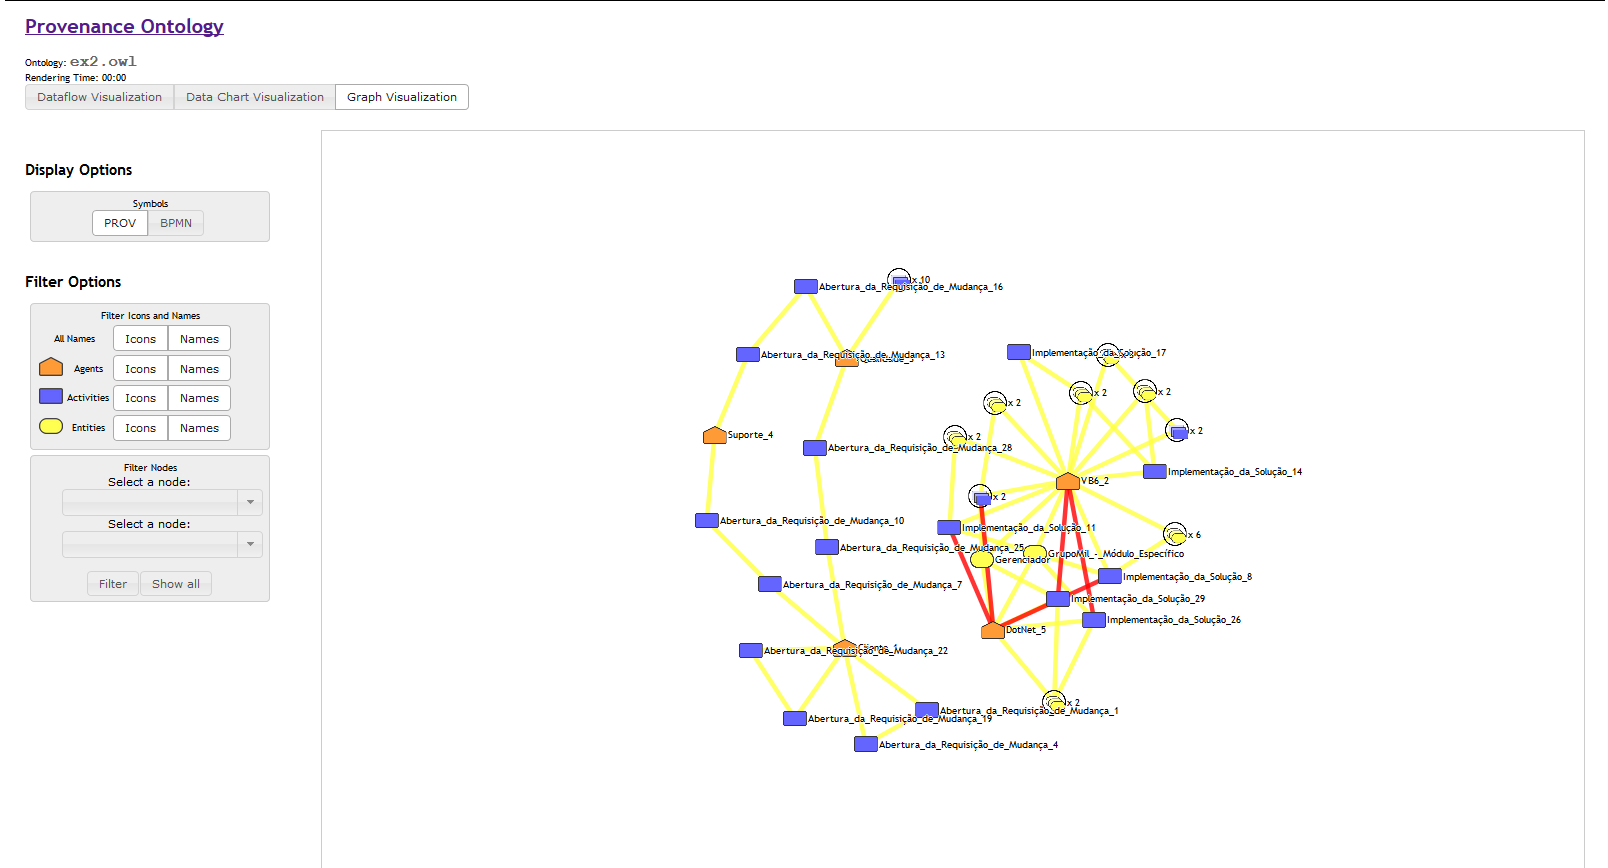 Provenance Ontology
Ontology: ex2.owl
Rendering Time: 00:00
Dataflow Visualization Data Chart Visualization Graph Visualization
Display Options
Symbols
PROV BPMN
Filter Options
Filter Icons and Names
All Names Icons Names
Agents Icons Names
Activities Icons Names
Entities Icons Names
Filter Nodes
Select a node:
Select a node:
Filter Show all
x 10
Abertura_da_Requisição_de_Mudança_16
Abertura_da_Requisição_de_Mudança_13
Suporte_4
Abertura_da_Requisição_de_Mudança_28
Abertura_da_Requisição_de_Mudança_10
Abertura_da_Requisição_de_Mudança_25
Abertura_da_Requisição_de_Mudança_7
Abertura_da_Requisição_de_Mudança_22
Abertura_da_Requisição_de_Mudança_1
Abertura_da_Requisição_de_Mudança_19
Abertura_da_Requisição_de_Mudança_4
Implementação_da_Solução_17
x 2
x 2
x 2
x 2
x 2
Implementação_da_Solução_14
VB6_2
x 2
Implementação_da_Solução_11
x 6
GrupoMil_-_Módulo_Específico
Gerenciador
Implementação_da_Solução_8
Implementação_da_Solução_29
Implementação_da_Solução_26
DotNet_5
x 2